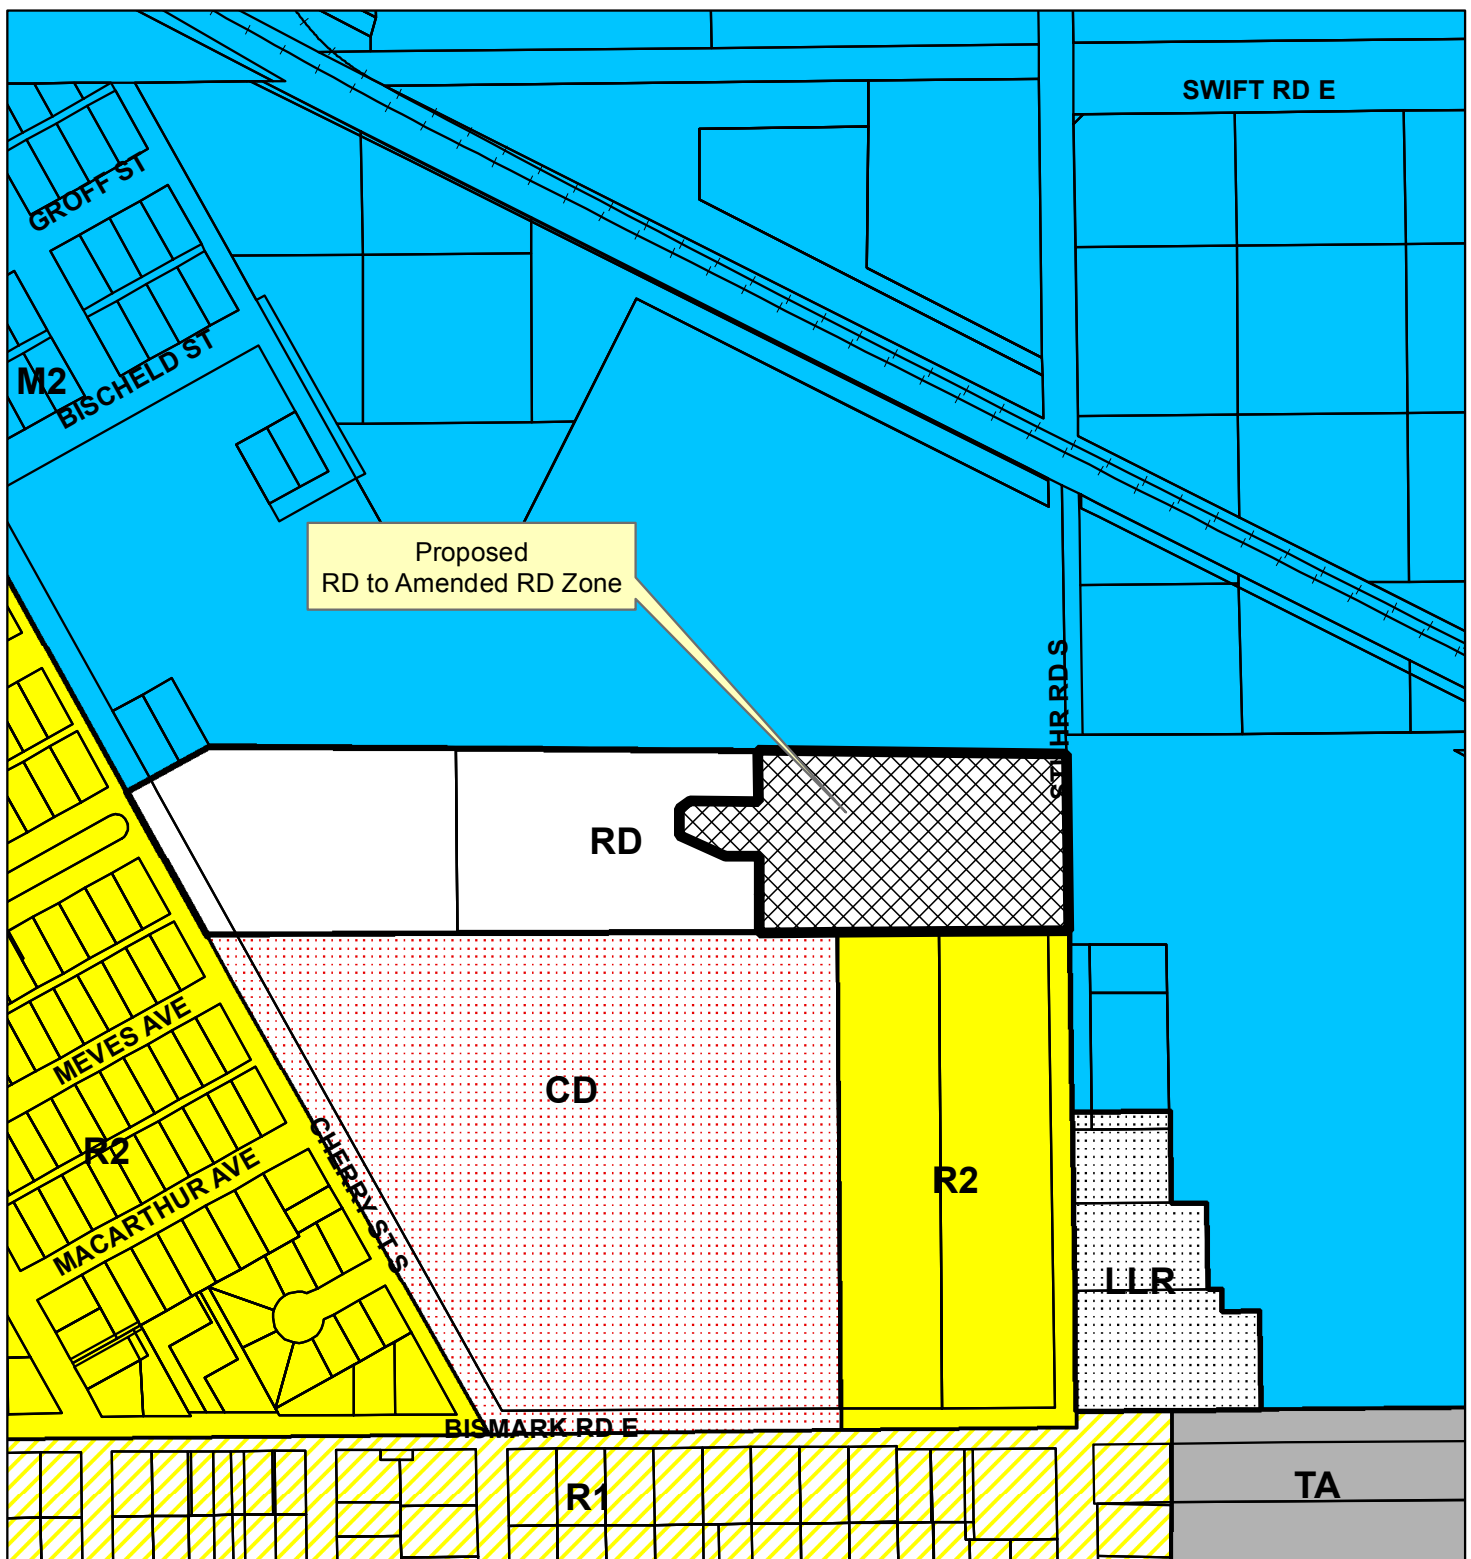 SWIFT RD E
GROFF ST
BISCHELD ST
M2
Proposed
RD to Amended RD Zone
STUHR RD S
RD
MEVES AVE
CD
R2
MACARTHUR AVE
CHERRY ST S
R2
LLR
BISMARK RD E
R1
TA